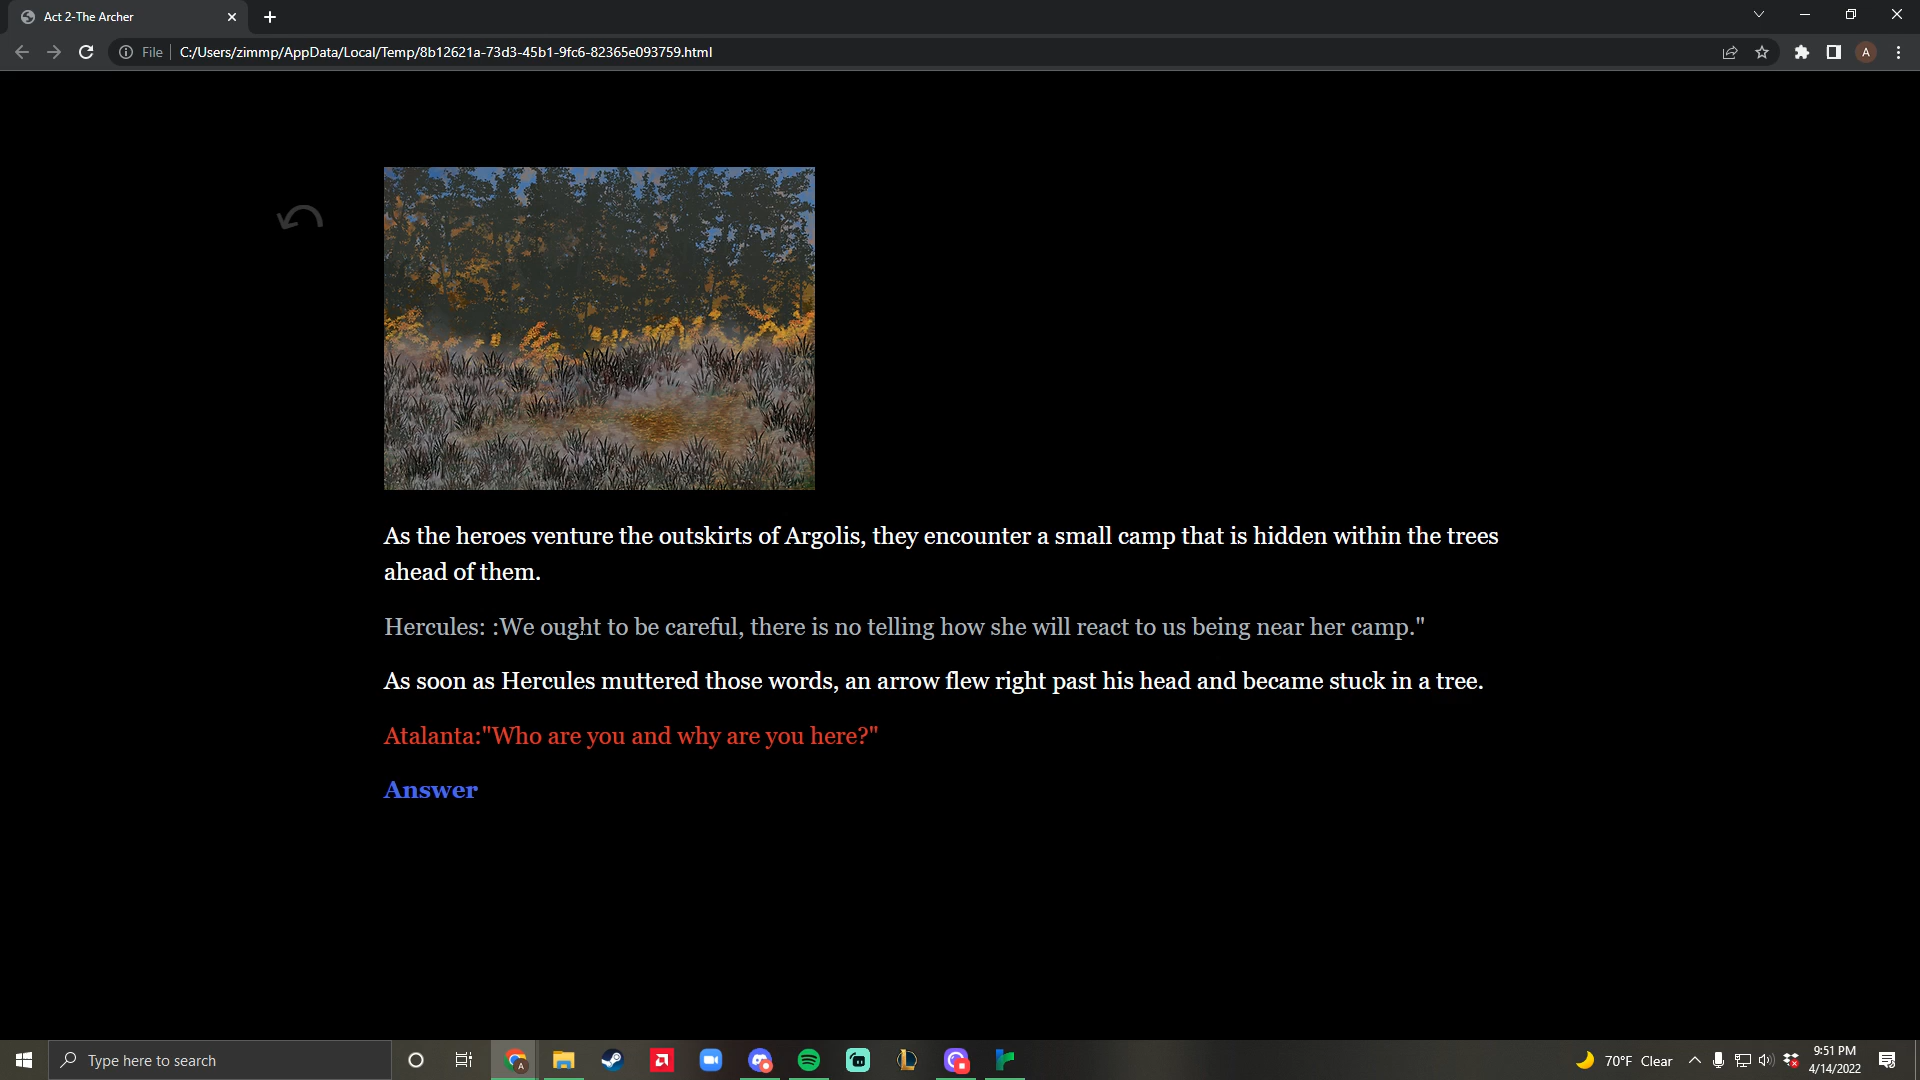 Act 2-The Archer
File
C:/Users/zimmp/AppData/Local/Temp/8b12621a-73d3-45b1-9fc6-82365e093759.html
A
As the heroes venture the outskirts of Argolis, they encounter a small camp that is hidden within the trees
ahead of them.
Hercules: :We ought to be careful, there is no telling how she will react to us being near her camp."
As soon as Hercules muttered those words, an arrow flew right past his head and became stuck in a tree.
Atalanta:"Who are you and why are you here?"
Answer
Type here to search
70°F Clear
9:51 PM
4/14/2022